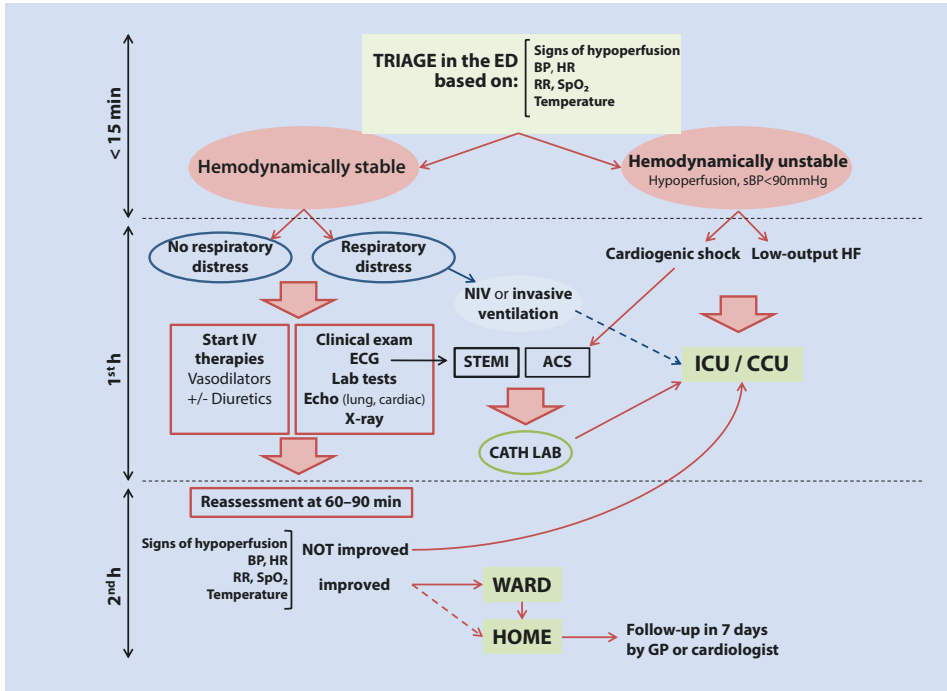 < 15 min
TRIAGE in the ED
based on:
Signs of hypoperfusion
BP, HR
RR, SpO₂
Temperature
Hemodynamically stable
Hemodynamically unstable
Hypoperfusion, sBP<90mmHg
1st h
No respiratory
distress
Respiratory
distress
Cardiogenic shock
Low-output HF
NIV or invasive
ventilation
Start IV
therapies
Vasodilators
+/- Diuretics
Clinical exam
ECG
Lab tests
Echo (lung, cardiac)
X-ray
STEMI
ACS
ICU / CCU
CATH LAB
2nd h
Reassessment at 60–90 min
Signs of hypoperfusion
BP, HR
RR, SpO₂
Temperature
NOT improved
improved
WARD
HOME
Follow-up in 7 days
by GP or cardiologist